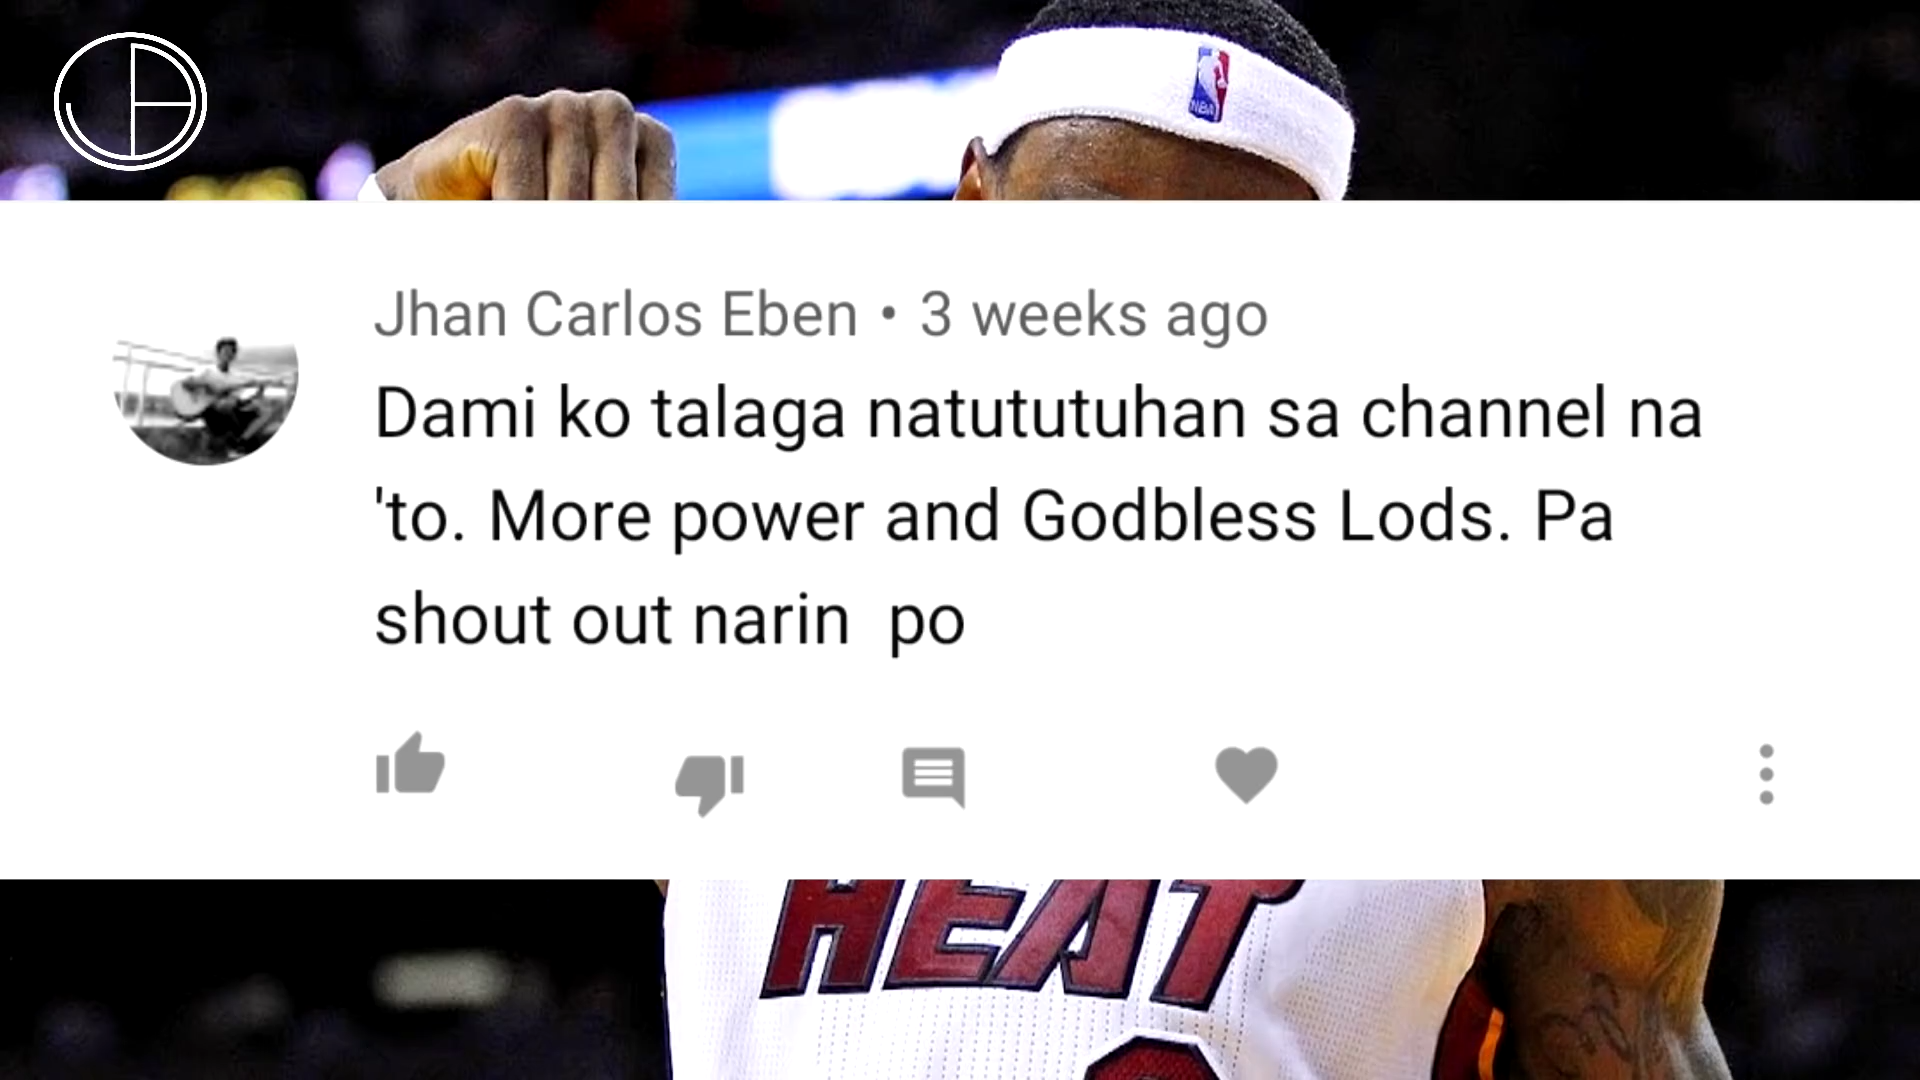 NBA
Jhan Carlos Eben • 3 weeks ago
Dami ko talaga natututuhan sa channel na
'to. More power and Godbless Lods. Pa
shout out narin  po
HEAT